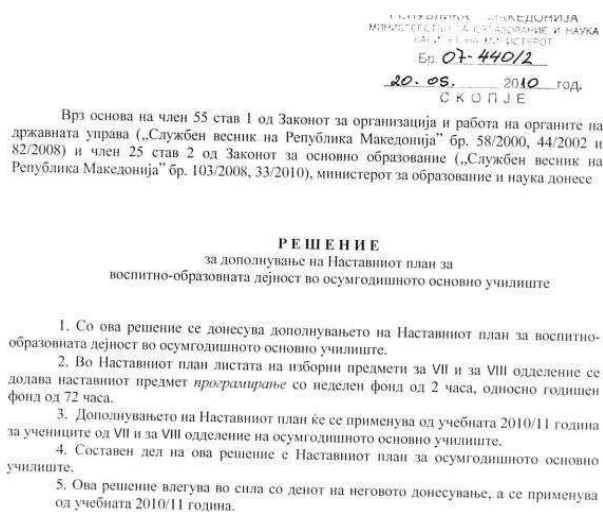 РЕПУБЛИКА МАКЕДОНИЈА
МИНИСТЕРСТВО ЗА ОБРАЗОВАНИЕ И НАУКА
Бр. 07-440/2
20. 05. 2010 год.
СКОПЈЕ
Врз основа на член 55 став 1 од Законот за организација и работа на органите на
државната управа („Службен весник на Република Македонија” бр. 58/2000, 44/2002 и
82/2008) и член 25 став 2 од Законот за основно образование („Службен весник на
Република Македонија” бр. 103/2008, 33/2010), министерот за образование и наука донесе
РЕШЕНИЕ
за дополнување на Наставниот план за
воспитно-образовната дејност во осумгодишното основно училиште
1. Со ова решение се донесува дополнувањето на Наставниот план за воспитно-
образовната дејност во осумгодишното основно училиште.
2. Во Наставниот план листата на изборни предмети за VII и за VIII одделение се
додава наставниот предмет програмирање со неделен фонд од 2 часа, односно годишен
фонд од 72 часа.
3. Дополнувањето на Наставниот план ќе се применува од учебната 2010/11 година
за учениците од VII и за VIII одделение на осумгодишното основно училиште.
4. Составен дел на ова решение е Наставниот план за осумгодишното основно
училиште.
5. Ова решение влегува во сила со денот на неговото донесување, а се применува
од учебната 2010/11 година.